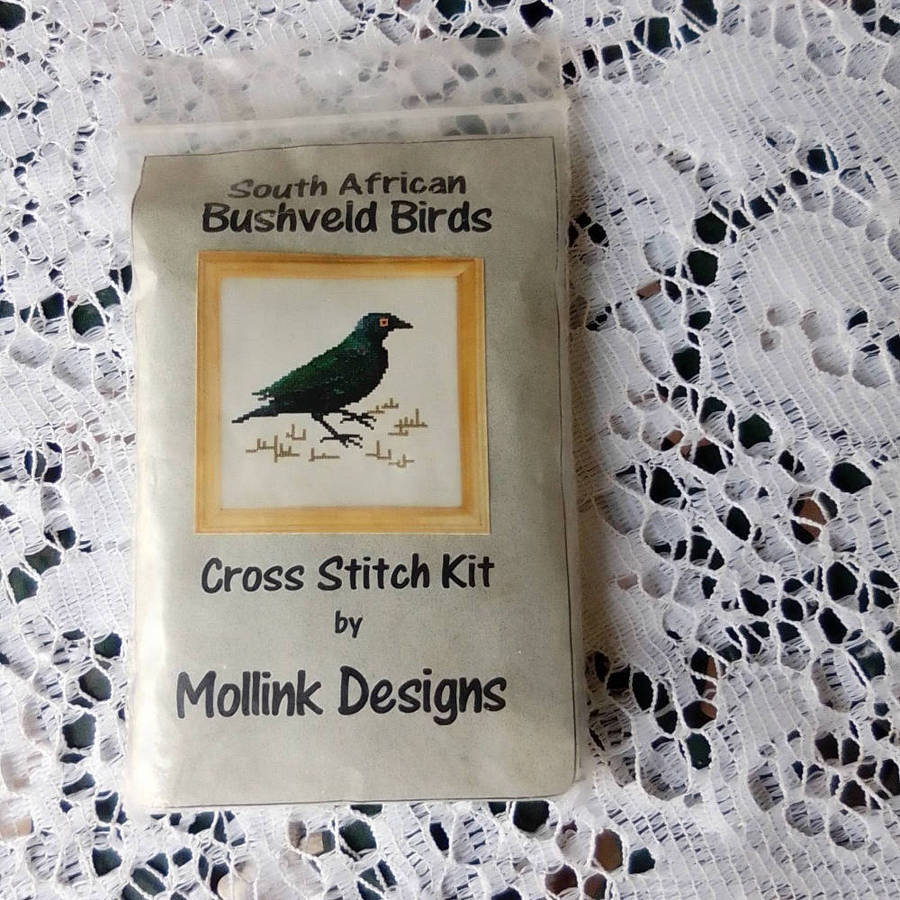 South African
Bushveld Birds
Cross Stitch Kit
by
Mollink Designs